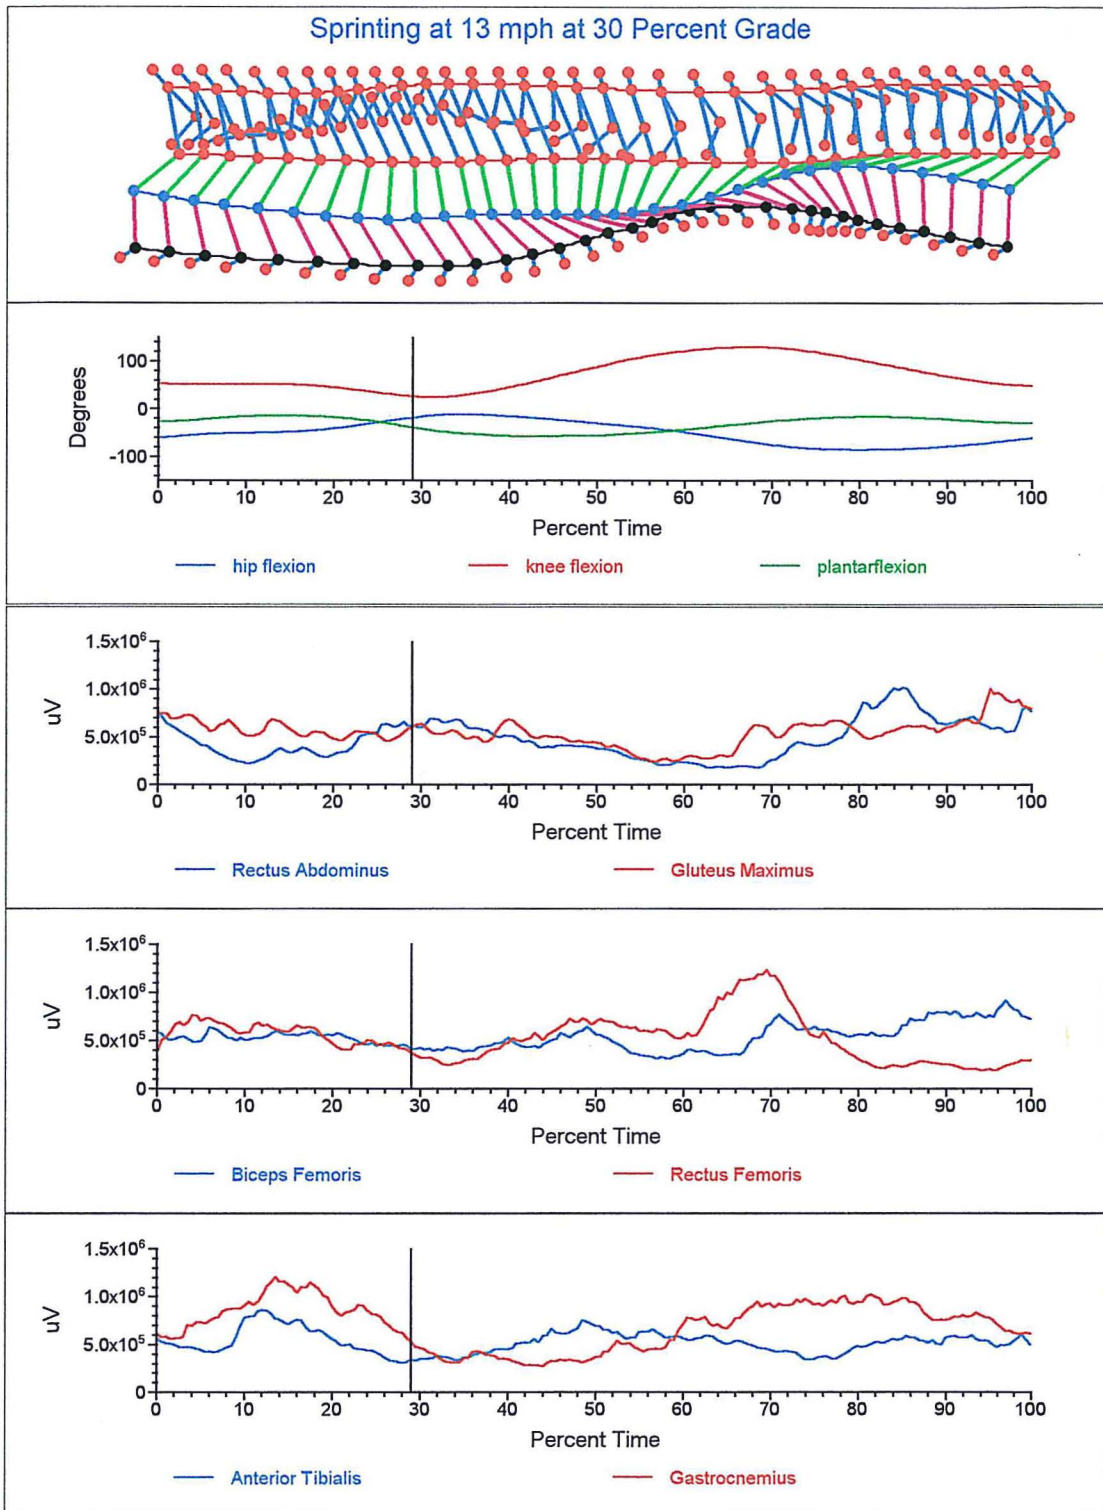 Sprinting at 13 mph at 30 Percent Grade
Degrees
100
0
-100
0 10 20 30 40 50 60 70 80 90 100
Percent Time
hip flexion knee flexion plantarflexion
uV
1.5x10⁶
1.0x10⁶
5.0x10⁵
0
0 10 20 30 40 50 60 70 80 90 100
Percent Time
Rectus Abdominus Gluteus Maximus
uV
1.5x10⁶
1.0x10⁶
5.0x10⁵
0
0 10 20 30 40 50 60 70 80 90 100
Percent Time
Biceps Femoris Rectus Femoris
uV
1.5x10⁶
1.0x10⁶
5.0x10⁵
0
0 10 20 30 40 50 60 70 80 90 100
Percent Time
Anterior Tibialis Gastrocnemius